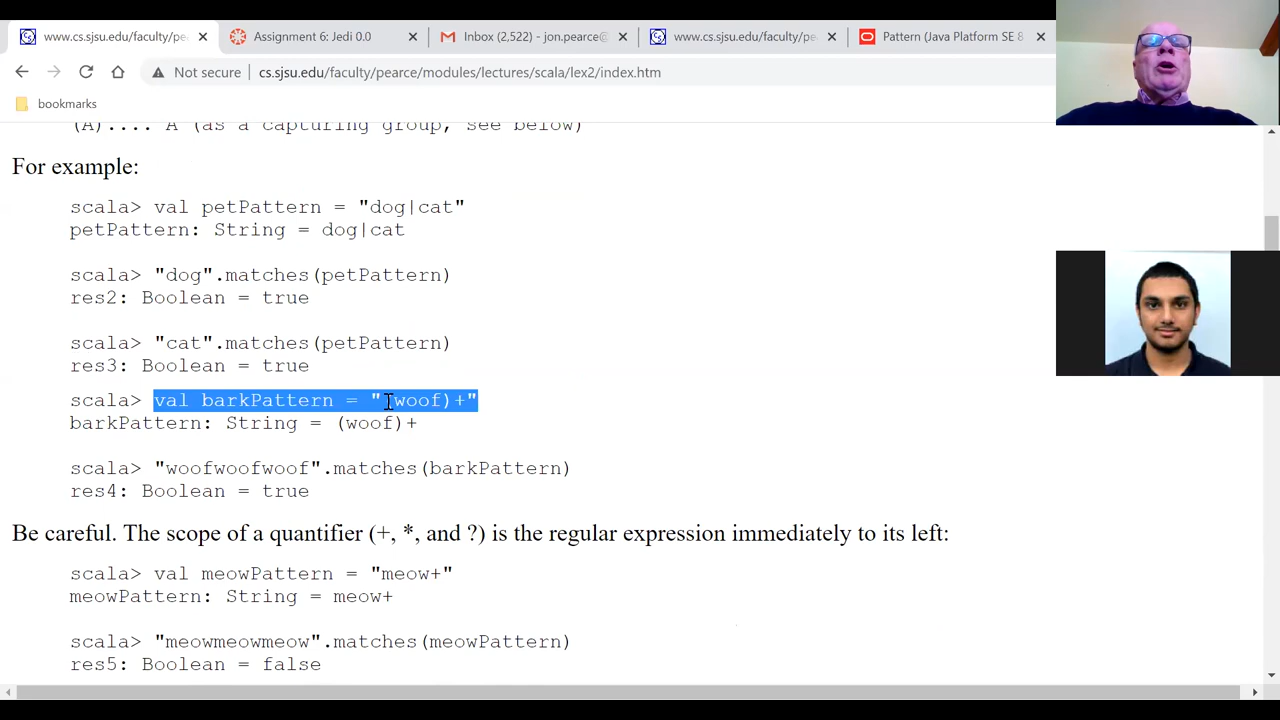 www.cs.sjsu.edu/faculty/pe
Assignment 6: Jedi 0.0
Inbox (2,522) - jon.pearce@
www.cs.sjsu.edu/faculty/pe
Pattern (Java Platform SE 8
Not secure
cs.sjsu.edu/faculty/pearce/modules/lectures/scala/lex2/index.htm
bookmarks
(A).... A (as a capturing group, see below)
For example:
scala> val petPattern = "dog|cat"
petPattern: String = dog|cat
scala> "dog".matches(petPattern)
res2: Boolean = true
scala> "cat".matches(petPattern)
res3: Boolean = true
scala> val barkPattern = "(woof)+"
barkPattern: String = (woof)+
scala> "woofwoofwoof".matches(barkPattern)
res4: Boolean = true
Be careful. The scope of a quantifier (+, *, and ?) is the regular expression immediately to its left:
scala> val meowPattern = "meow+"
meowPattern: String = meow+
scala> "meowmeowmeow".matches(meowPattern)
res5: Boolean = false